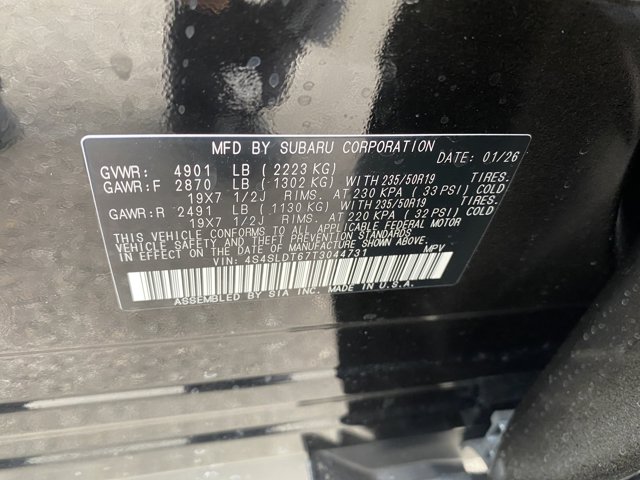 MFD BY SUBARU CORPORATION DATE: 01/26
GVWR: 4901 LB ( 2223 KG)
GAWR:F 2870 LB ( 1302 KG) WITH 235/50R19 TIRES.
19X7 1/2J RIMS. AT 230 KPA ( 33 PSI) COLD
GAWR:R 2491 LB ( 1130 KG) WITH 235/50R19 TIRES.
19X7 1/2J RIMS. AT 220 KPA ( 32 PSI) COLD
THIS VEHICLE CONFORMS TO ALL APPLICABLE FEDERAL MOTOR
VEHICLE SAFETY AND THEFT PREVENTION STANDARDS
IN EFFECT ON THE DATE OF MANUFACTURE SHOWN ABOVE.
VIN: 4S4SLDT67T3044731 MPV
ASSEMBLED BY SIA INC. MADE IN U.S.A.